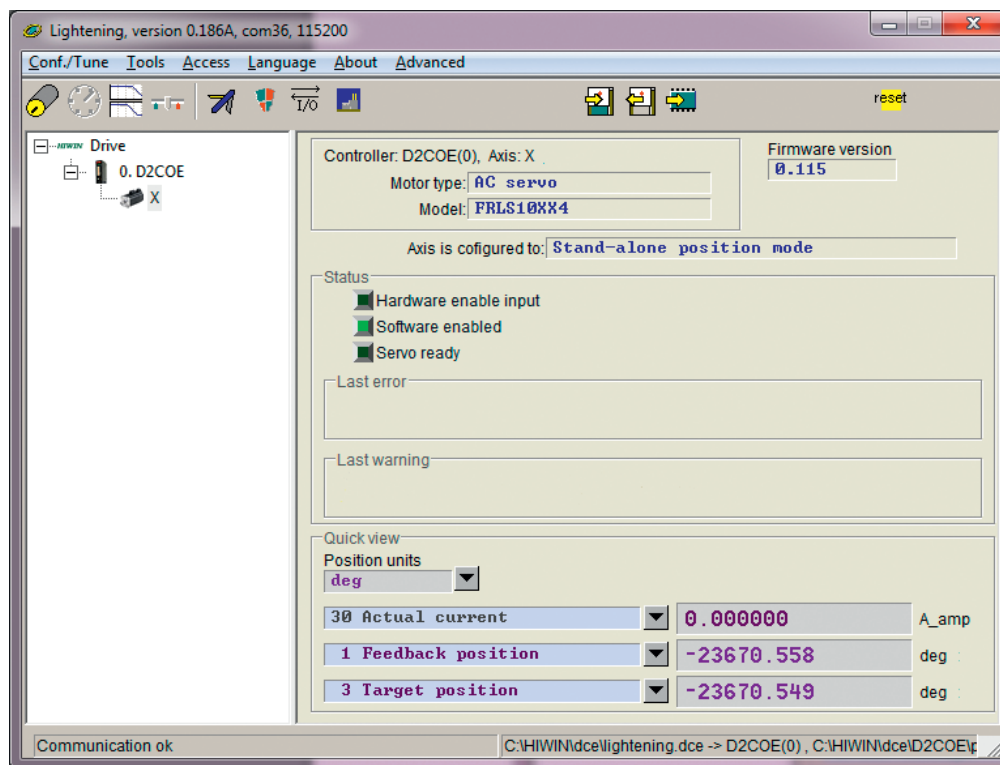 Lightening, version 0.186A, com36, 115200
Conf./Tune Tools Access Language About Advanced
I/O
reset
HIWIN Drive
0. D2COE
X
Controller: D2COE(0), Axis: X
Motor type: AC servo
Model: FRLS10XX4
Firmware version
0.115
Axis is cofigured to: Stand-alone position mode
Status
Hardware enable input
Software enabled
Servo ready
Last error
Last warning
Quick view
Position units
deg
30 Actual current 0.000000 A_amp
1 Feedback position -23670.558 deg
3 Target position -23670.549 deg
Communication ok
C:\HIWIN\dce\lightening.dce -> D2COE(0) , C:\HIWIN\dce\D2COE\p